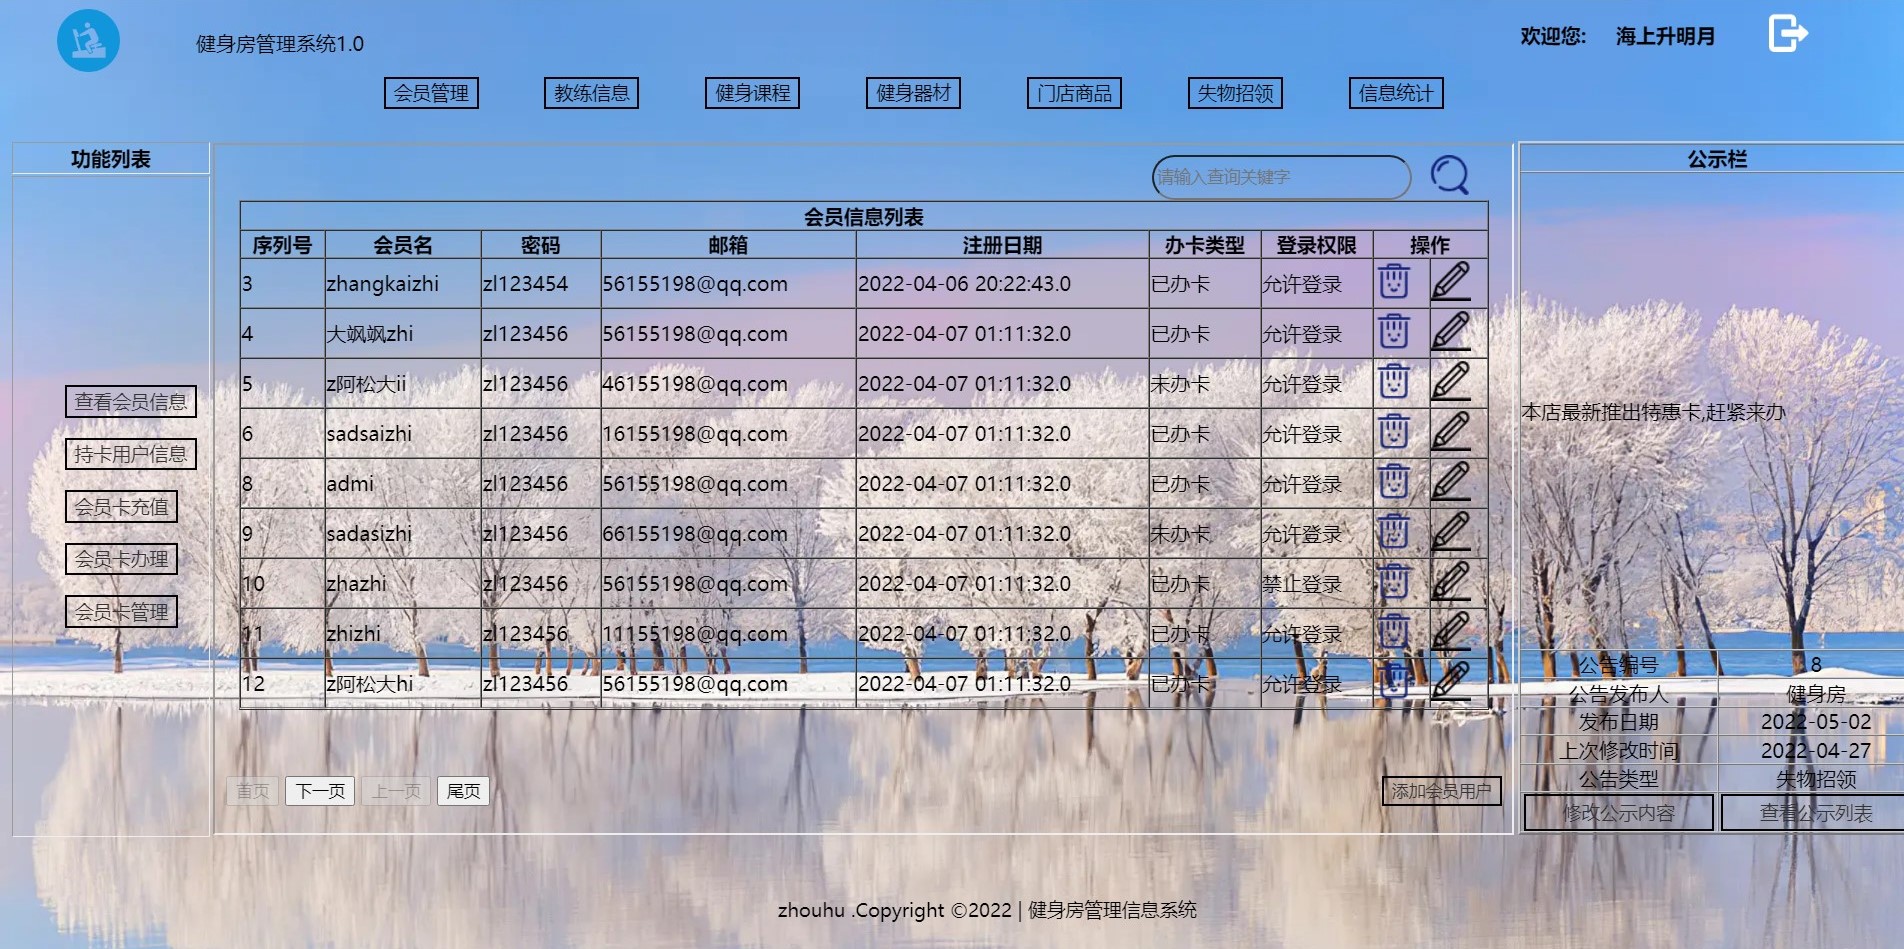 健身房管理系统1.0
欢迎您: 海上升明月
会员管理 教练信息 健身课程 健身器材 门店商品 失物招领 信息统计
功能列表
查看会员信息
持卡用户信息
会员卡充值
会员卡办理
会员卡管理
请输入查询关键字
会员信息列表
序列号 会员名 密码 邮箱 注册日期 办卡类型 登录权限 操作
3 zhangkaizhi zl123454 56155198@qq.com 2022-04-06 20:22:43.0 已办卡 允许登录
4 大飒飒zhi zl123456 56155198@qq.com 2022-04-07 01:11:32.0 已办卡 允许登录
5 z阿松大ii zl123456 46155198@qq.com 2022-04-07 01:11:32.0 未办卡 允许登录
6 sadsaizhi zl123456 16155198@qq.com 2022-04-07 01:11:32.0 已办卡 允许登录
8 admi zl123456 56155198@qq.com 2022-04-07 01:11:32.0 已办卡 允许登录
9 sadasizhi zl123456 66155198@qq.com 2022-04-07 01:11:32.0 未办卡 允许登录
10 zhazhi zl123456 56155198@qq.com 2022-04-07 01:11:32.0 已办卡 禁止登录
11 zhizhi zl123456 11155198@qq.com 2022-04-07 01:11:32.0 已办卡 允许登录
12 z阿松大hi zl123456 56155198@qq.com 2022-04-07 01:11:32.0 已办卡 允许登录
首页 下一页 上一页 尾页
添加会员用户
公示栏
本店最新推出特惠卡,赶紧来办
公告编号 8
公告发布人 健身房
发布日期 2022-05-02
上次修改时间 2022-04-27
公告类型 失物招领
修改公示内容 查看公示列表
zhouhu .Copyright ©2022 | 健身房管理信息系统